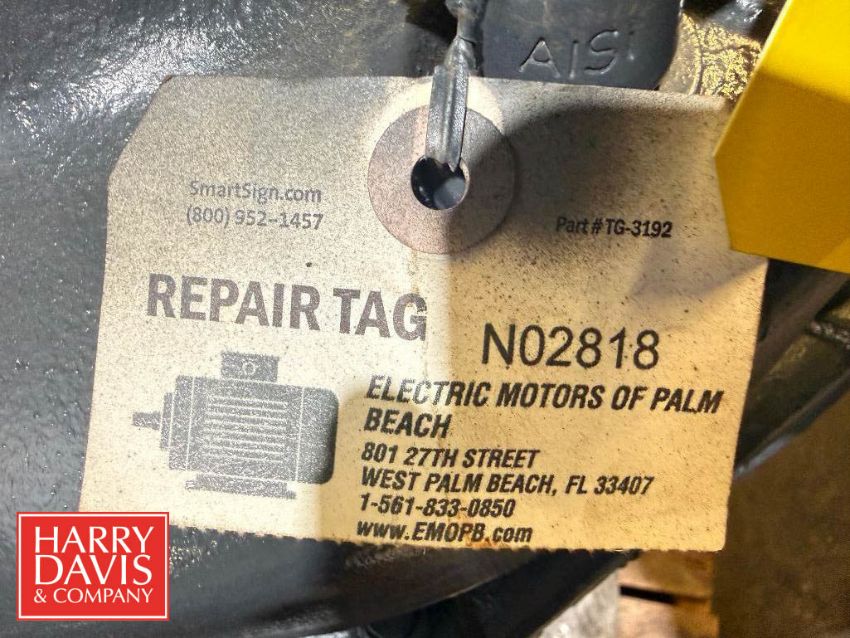 AISI
SmartSign.com
(800) 952-1457
Part # TG-3192
REPAIR TAG
N02818
ELECTRIC MOTORS OF PALM
BEACH
801 27TH STREET
WEST PALM BEACH, FL 33407
1-561-833-0850
www.EMOPB.com
HARRY
DAVIS
& COMPANY